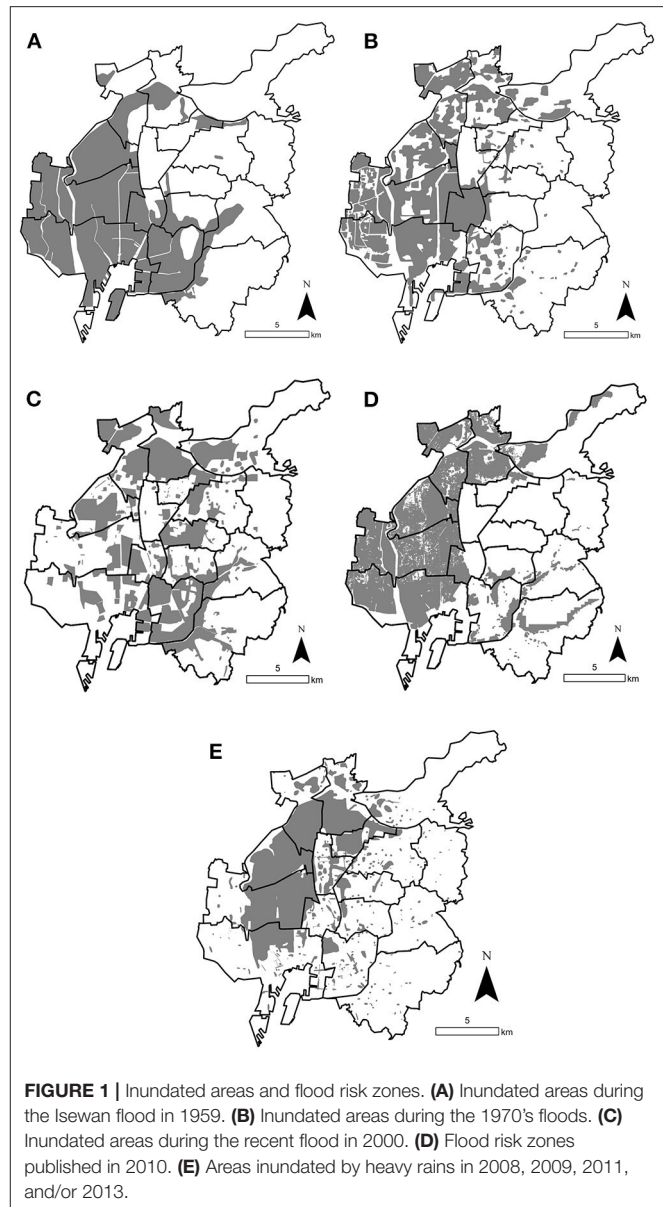 A
B
N
5
km
N
5
km
C
D
N
5
km
N
5
km
E
N
5
km
FIGURE 1 | Inundated areas and flood risk zones. (A) Inundated areas during
the Isewan flood in 1959. (B) Inundated areas during the 1970's floods. (C)
Inundated areas during the recent flood in 2000. (D) Flood risk zones
published in 2010. (E) Areas inundated by heavy rains in 2008, 2009, 2011,
and/or 2013.